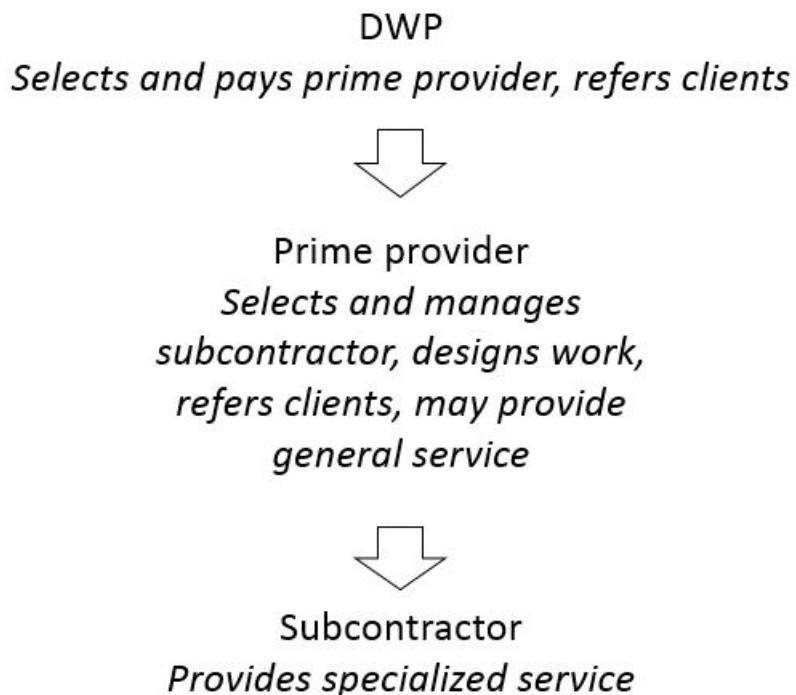 DWP
Selects and pays prime provider, refers clients
Prime provider
Selects and manages
subcontractor, designs work,
refers clients, may provide
general service
Subcontractor
Provides specialized service